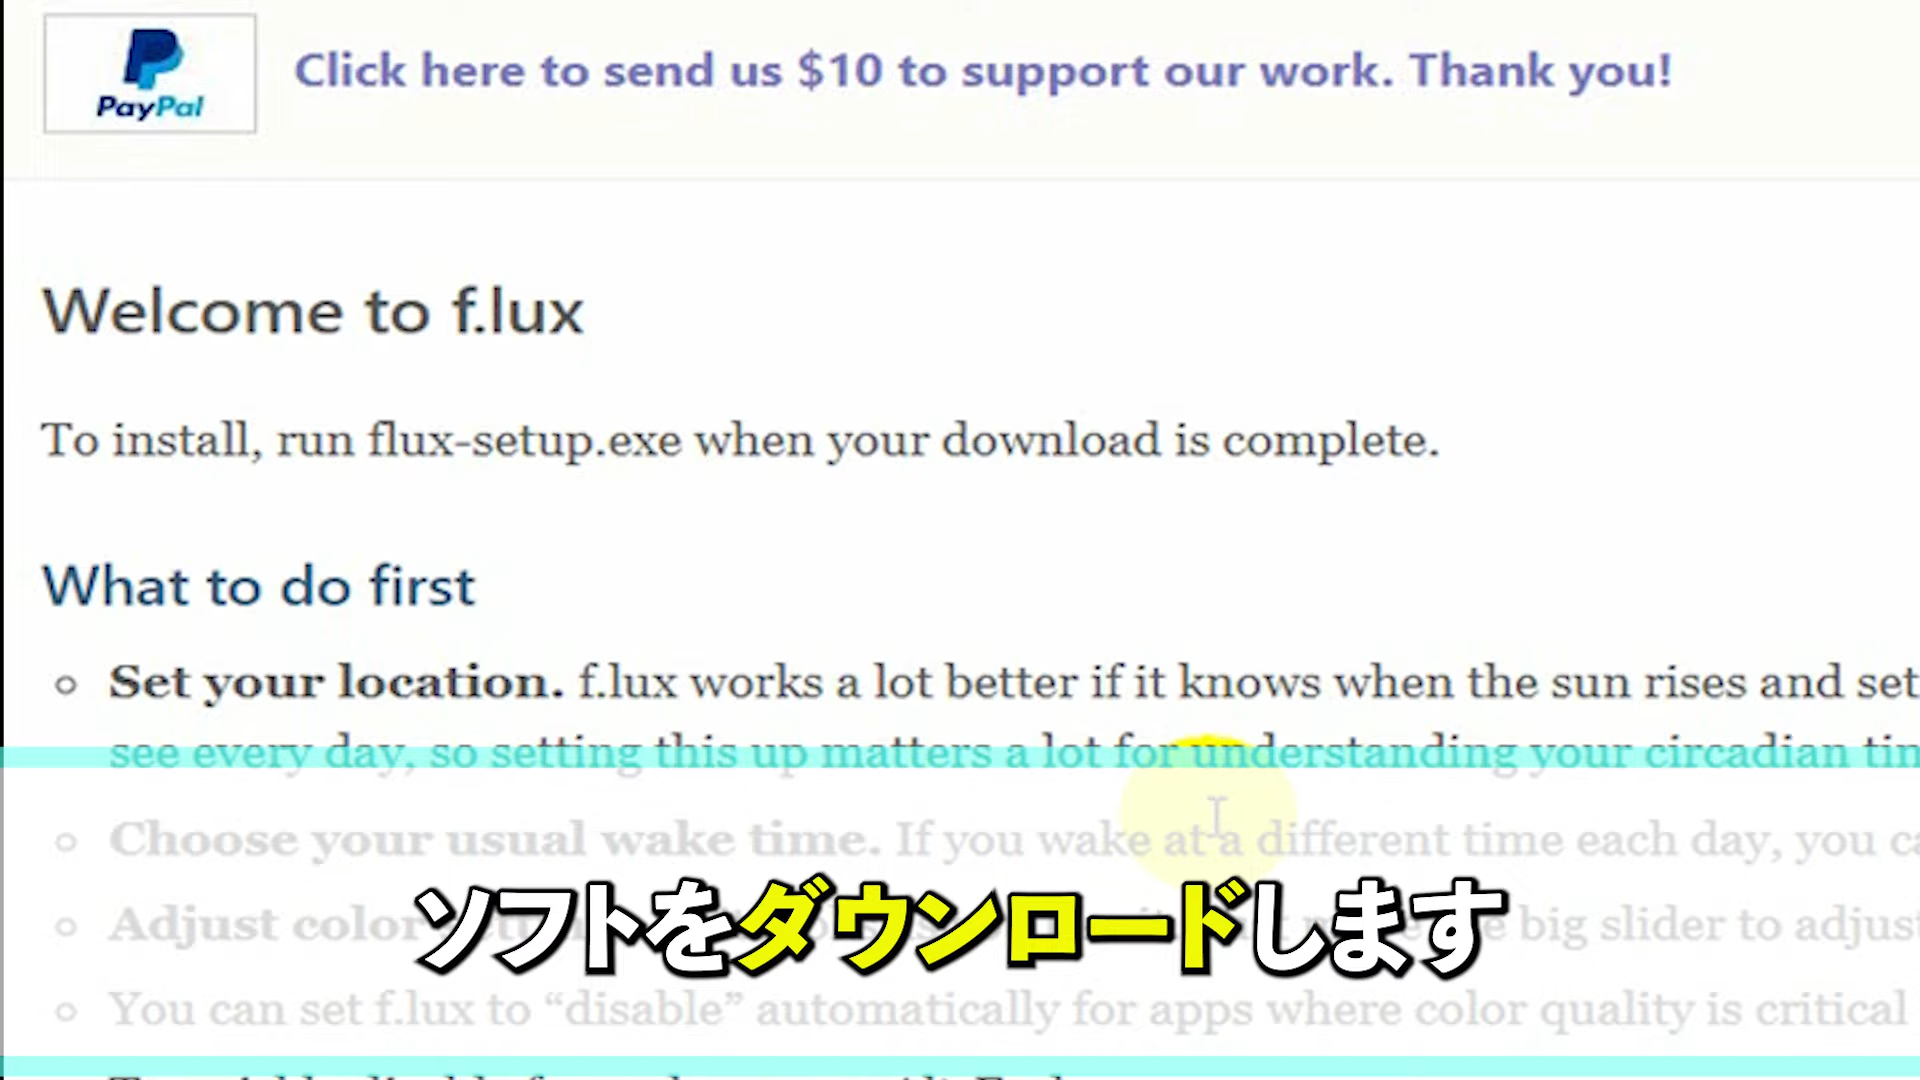 PayPal
Click here to send us $10 to support our work. Thank you!
Welcome to f.lux
To install, run flux-setup.exe when your download is complete.
What to do first
Set your location. f.lux works a lot better if it knows when the sun rises and set
see every day, so setting this up matters a lot for understanding your circadian
Choose your usual wake time. If you wake at a different time each day, you
Adjust color big slider to adjust
ソフトをダウンロードします
You can set f.lux to “disable” automatically for apps where color quality is critical